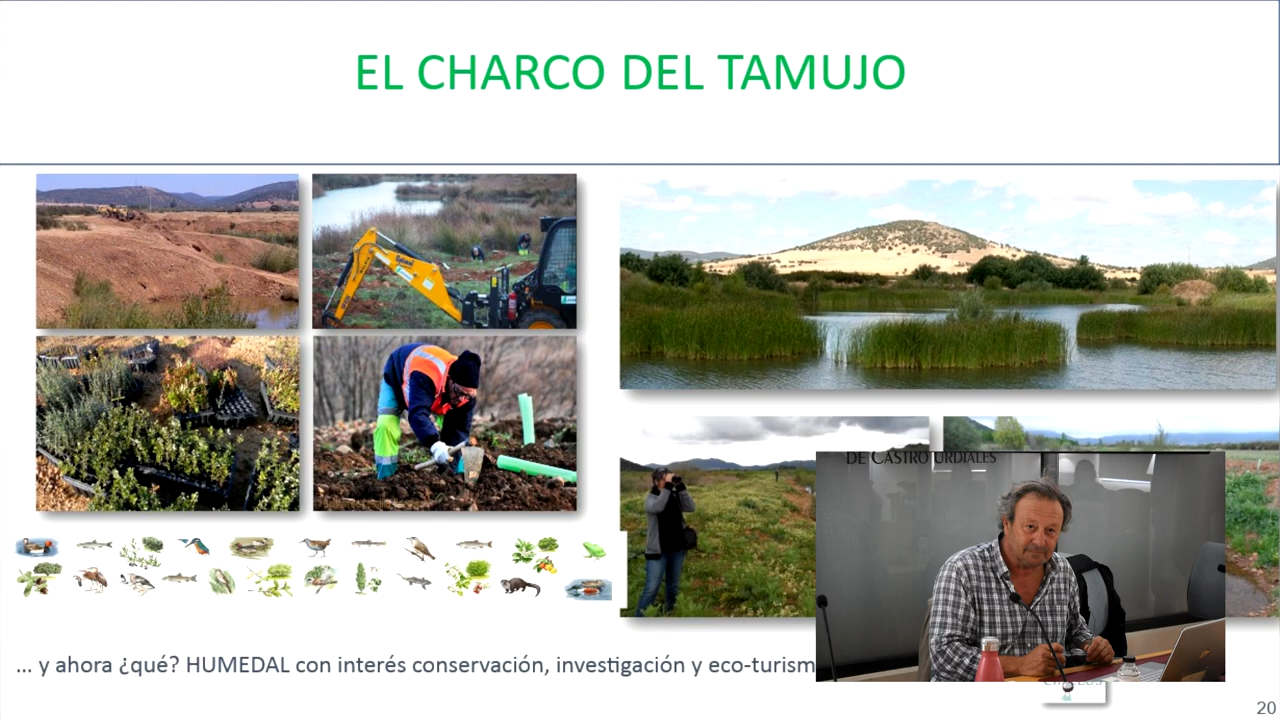 EL CHARCO DEL TAMUJO
DE CASTRO URDIALES
... y ahora ¿qué? HUMEDAL con interés conservación, investigación y eco-turism
20